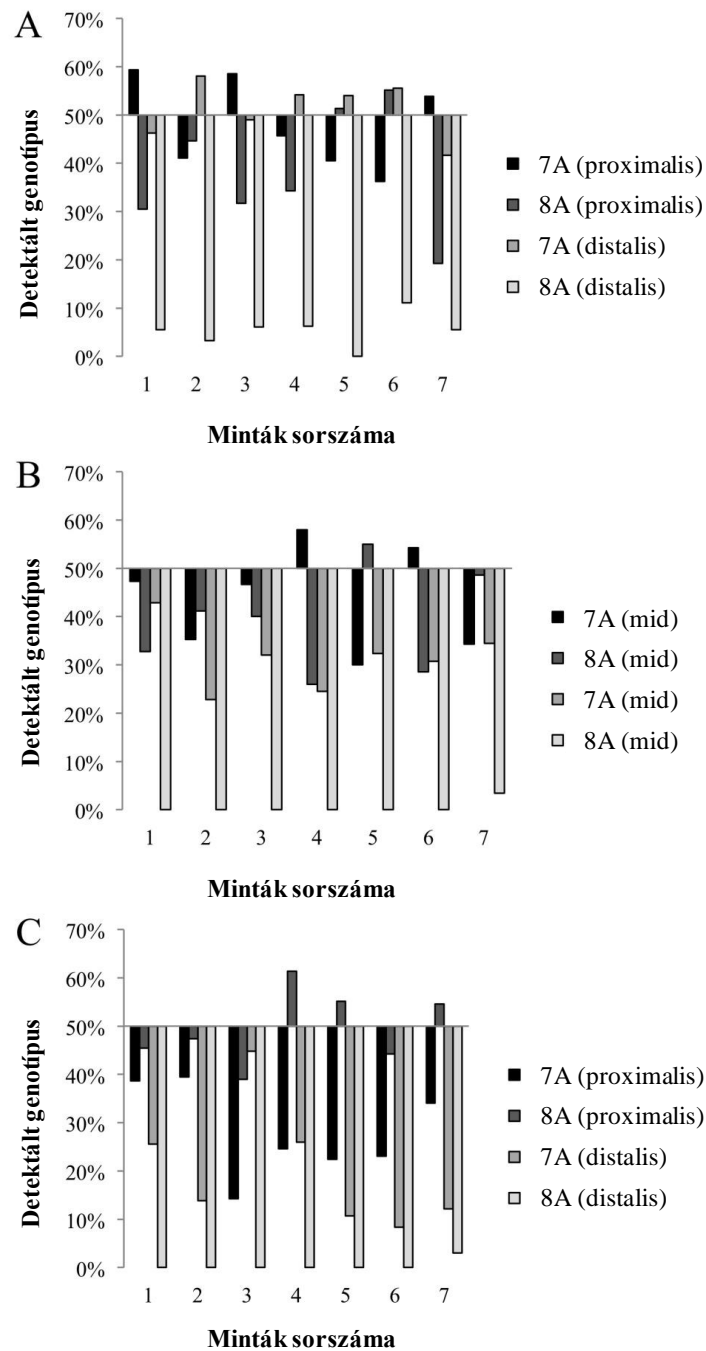 A
70%
60%
50%
40%
30%
20%
10%
0%
Detektált genotípus
1 2 3 4 5 6 7
Minták sorszáma
7A (proximalis)
8A (proximalis)
7A (distalis)
8A (distalis)
B
70%
60%
50%
40%
30%
20%
10%
0%
Detektált genotípus
1 2 3 4 5 6 7
Minták sorszáma
7A (mid)
8A (mid)
7A (mid)
8A (mid)
C
70%
60%
50%
40%
30%
20%
10%
0%
Detektált genotípus
1 2 3 4 5 6 7
Minták sorszáma
7A (proximalis)
8A (proximalis)
7A (distalis)
8A (distalis)